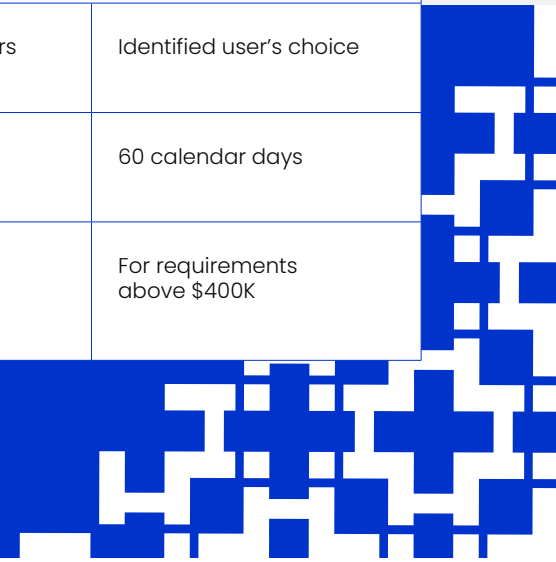 rs
Identified user’s choice
60 calendar days
For requirements
above $400K